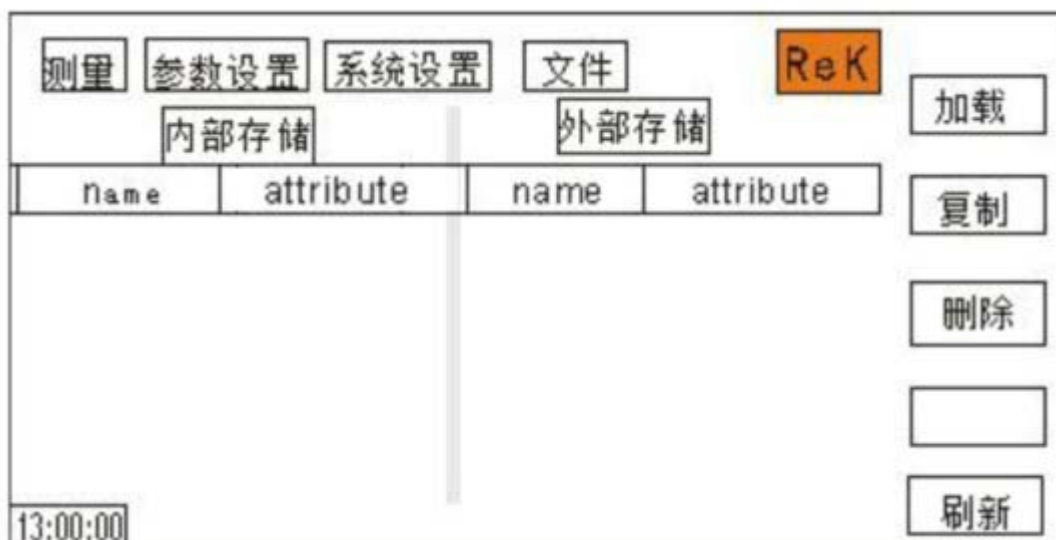 测量 参数设置 系统设置 文件 ReK
加载
内部存储 外部存储
name attribute name attribute
复制
删除
刷新
13:00:00